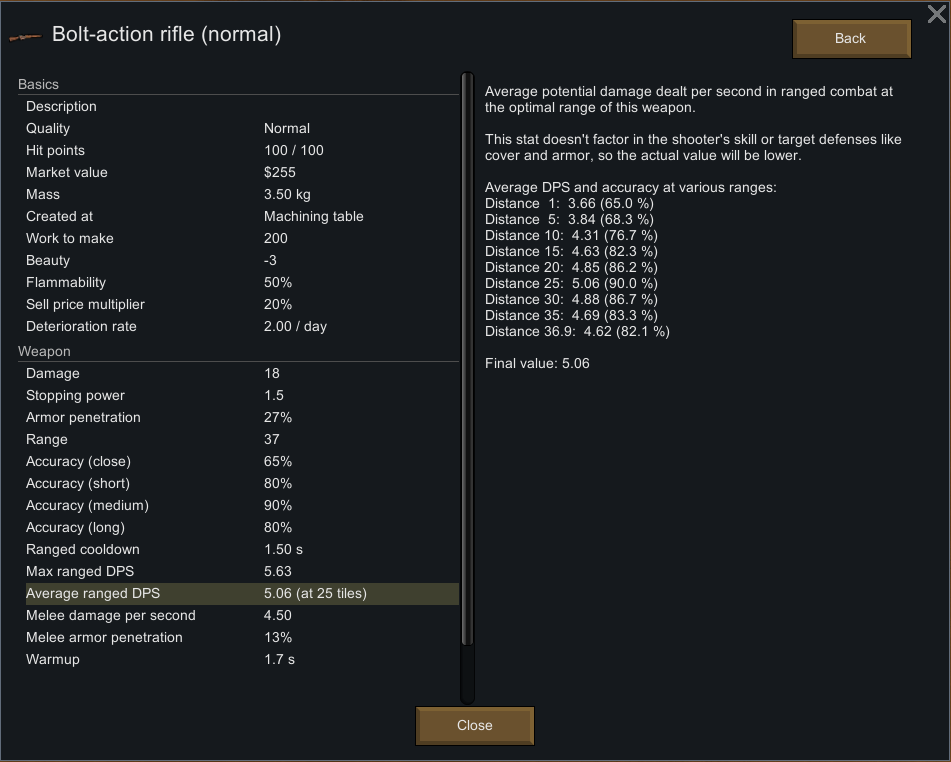 Bolt-action rifle (normal)
Back
Basics
Description
Quality Normal
Hit points 100 / 100
Market value $255
Mass 3.50 kg
Created at Machining table
Work to make 200
Beauty -3
Flammability 50%
Sell price multiplier 20%
Deterioration rate 2.00 / day
Weapon
Damage 18
Stopping power 1.5
Armor penetration 27%
Range 37
Accuracy (close) 65%
Accuracy (short) 80%
Accuracy (medium) 90%
Accuracy (long) 80%
Ranged cooldown 1.50 s
Max ranged DPS 5.63
Average ranged DPS 5.06 (at 25 tiles)
Melee damage per second 4.50
Melee armor penetration 13%
Warmup 1.7 s
Average potential damage dealt per second in ranged combat at
the optimal range of this weapon.
This stat doesn't factor in the shooter's skill or target defenses like
cover and armor, so the actual value will be lower.
Average DPS and accuracy at various ranges:
Distance 1: 3.66 (65.0 %)
Distance 5: 3.84 (68.3 %)
Distance 10: 4.31 (76.7 %)
Distance 15: 4.63 (82.3 %)
Distance 20: 4.85 (86.2 %)
Distance 25: 5.06 (90.0 %)
Distance 30: 4.88 (86.7 %)
Distance 35: 4.69 (83.3 %)
Distance 36.9: 4.62 (82.1 %)
Final value: 5.06
Close